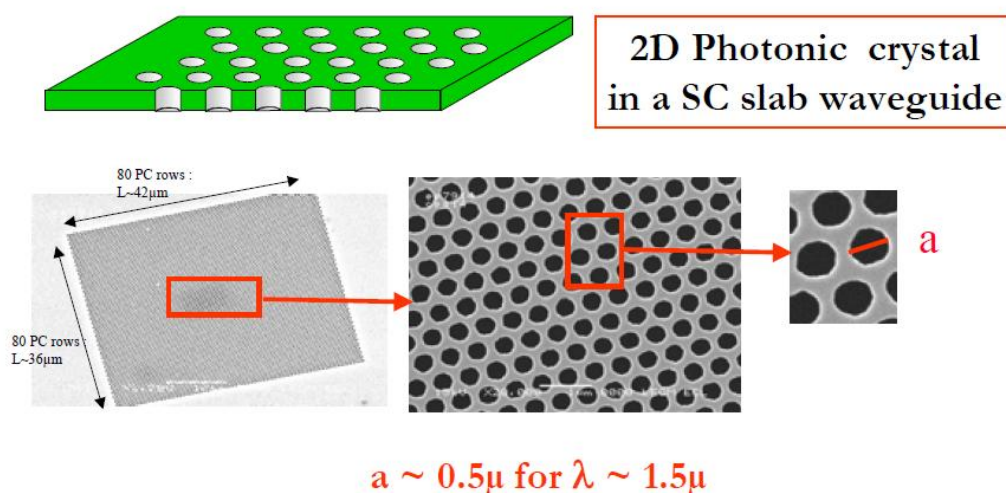 2D Photonic crystal
in a SC slab waveguide
80 PC rows :
L~42µm
80 PC rows :
L~36µm
a
a ~ 0.5µ for λ ~ 1.5µ